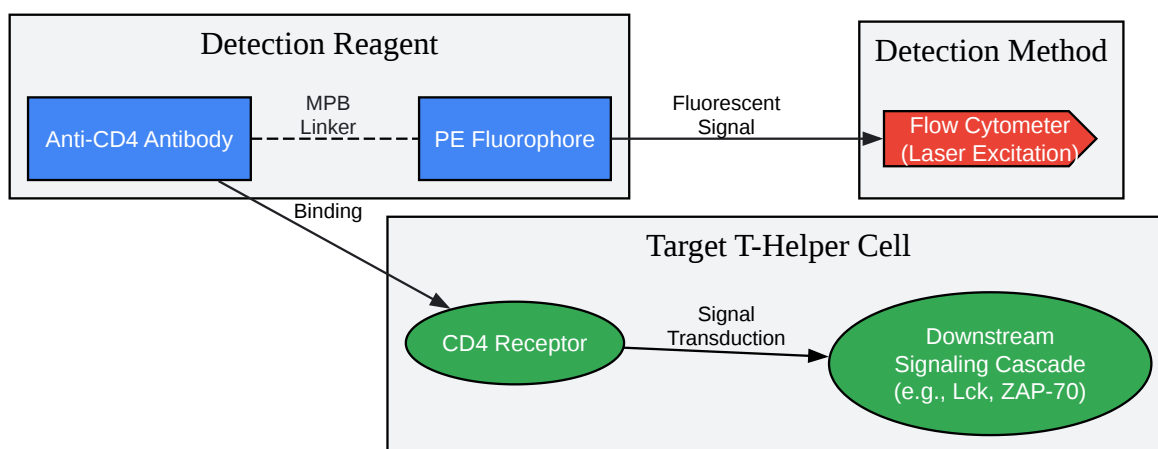 Detection Reagent
Anti-CD4 Antibody
MPB
Linker
PE Fluorophore
Fluorescent
Signal
Detection Method
Flow Cytometer
(Laser Excitation)
Binding
Target T-Helper Cell
CD4 Receptor
Signal
Transduction
Downstream
Signaling Cascade
(e.g., Lck, ZAP-70)